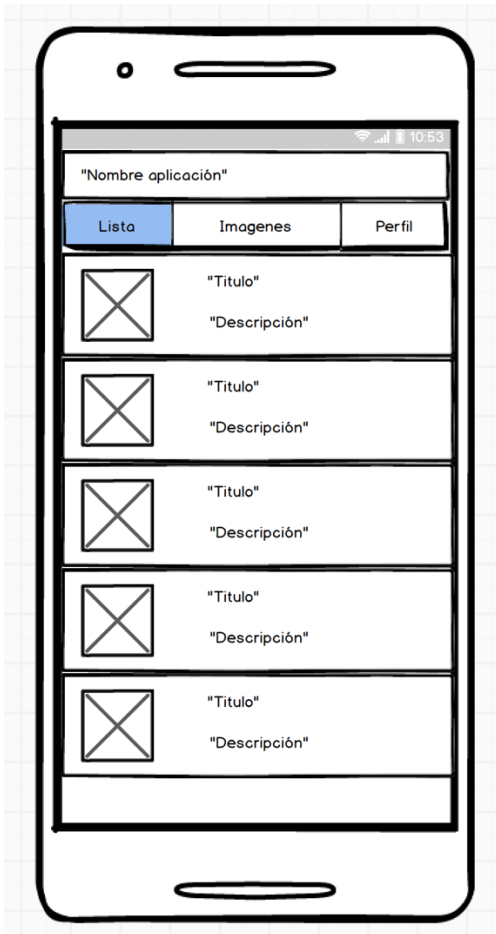 10:53
"Nombre aplicación"
Lista Imagenes Perfil
"Titulo"
"Descripción"
"Titulo"
"Descripción"
"Titulo"
"Descripción"
"Titulo"
"Descripción"
"Titulo"
"Descripción"